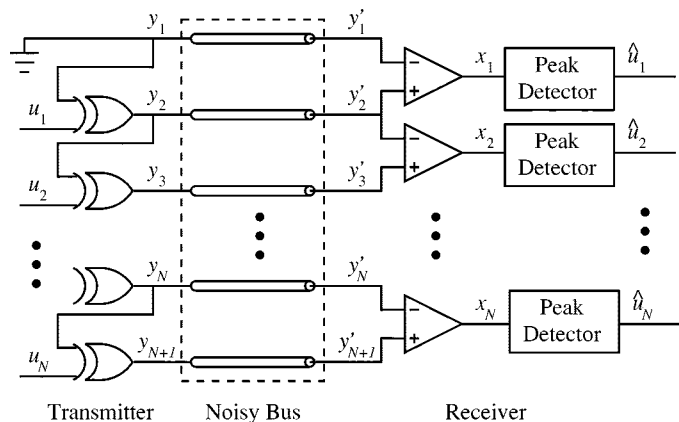 y1 y'1
− + x1 Peak Detector û1
u1 y2 y'2
− + x2 Peak Detector û2
u2 y3 y'3
yN y'N
− + xN Peak Detector ûN
uN yN+1 y'N+1
Transmitter Noisy Bus Receiver